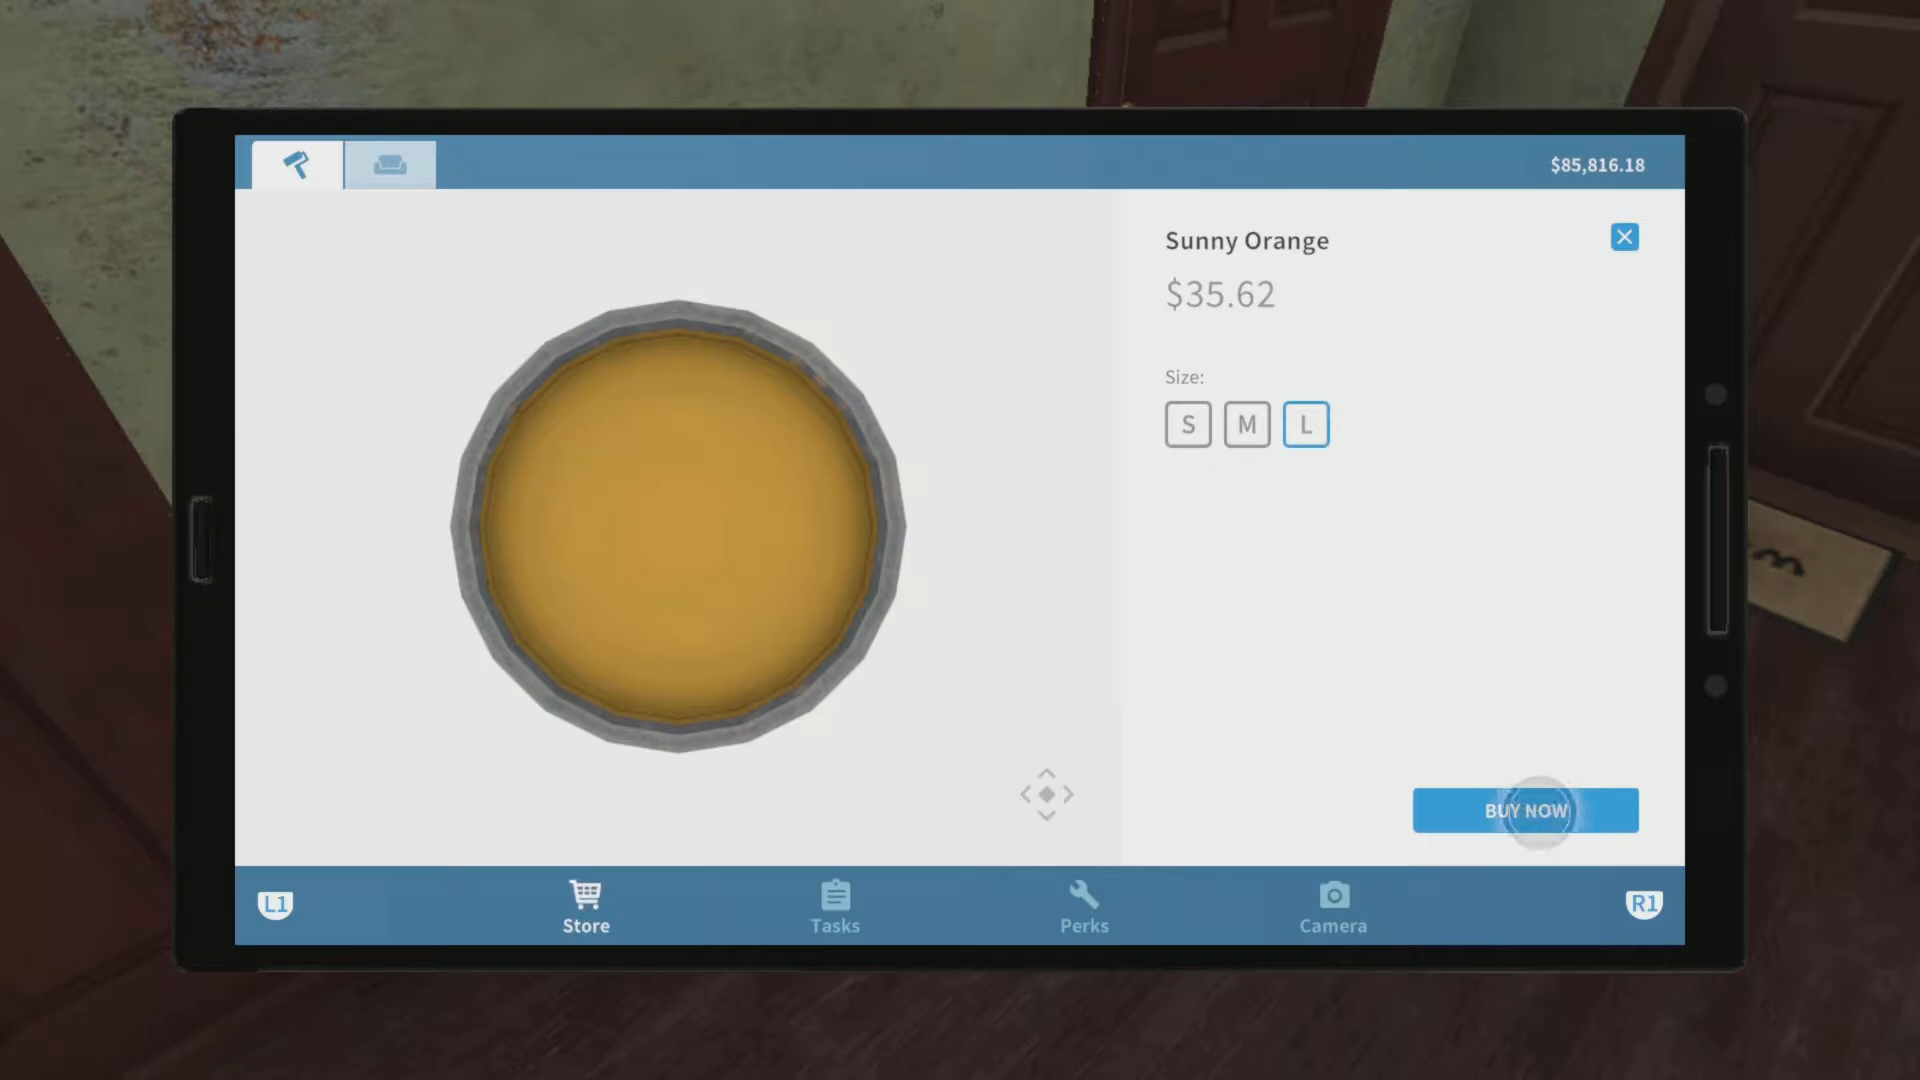 $85,816.18
Sunny Orange
$35.62
Size:
S M L
BUY NOW
L1
Store
Tasks
Perks
Camera
R1